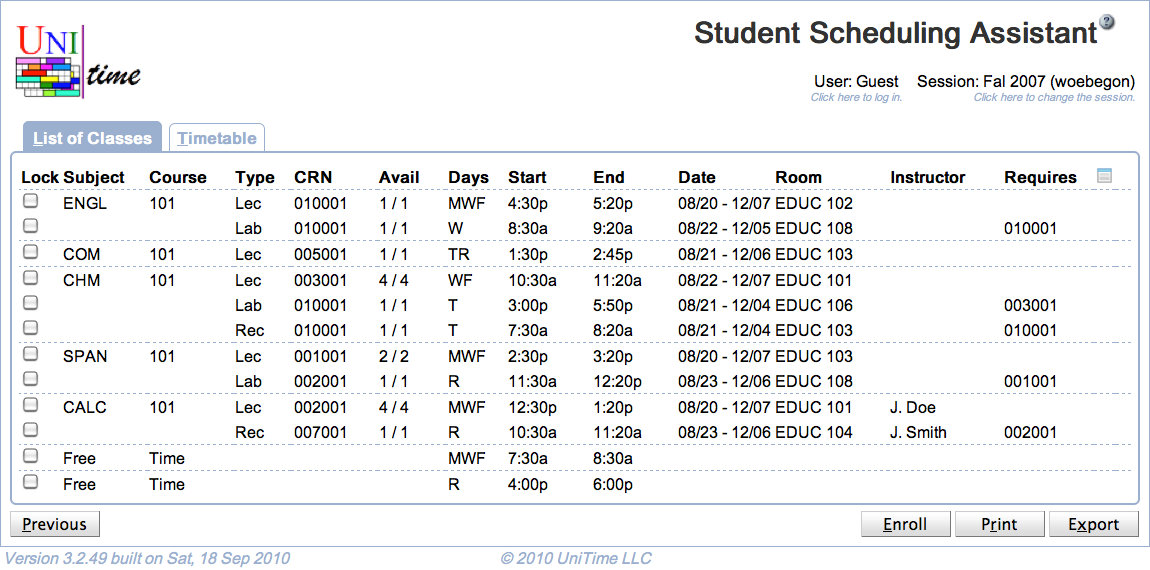 UNI
time
Student Scheduling Assistant ?
User: Guest Session: Fal 2007 (woebegon)
Click here to log in. Click here to change the session.
List of Classes Timetable
Lock Subject Course Type CRN Avail Days Start End Date Room Instructor Requires
ENGL 101 Lec 010001 1 / 1 MWF 4:30p 5:20p 08/20 - 12/07 EDUC 102
Lab 010001 1 / 1 W 8:30a 9:20a 08/22 - 12/05 EDUC 108 010001
COM 101 Lec 005001 1 / 1 TR 1:30p 2:45p 08/21 - 12/06 EDUC 103
CHM 101 Lec 003001 4 / 4 WF 10:30a 11:20a 08/22 - 12/07 EDUC 101
Lab 010001 1 / 1 T 3:00p 5:50p 08/21 - 12/04 EDUC 106 003001
Rec 010001 1 / 1 T 7:30a 8:20a 08/21 - 12/04 EDUC 103 010001
SPAN 101 Lec 001001 2 / 2 MWF 2:30p 3:20p 08/20 - 12/07 EDUC 103
Lab 002001 1 / 1 R 11:30a 12:20p 08/23 - 12/06 EDUC 108 001001
CALC 101 Lec 002001 4 / 4 MWF 12:30p 1:20p 08/20 - 12/07 EDUC 101 J. Doe
Rec 007001 1 / 1 R 10:30a 11:20a 08/23 - 12/06 EDUC 104 J. Smith 002001
Free Time MWF 7:30a 8:30a
Free Time R 4:00p 6:00p
Previous Enroll Print Export
Version 3.2.49 built on Sat, 18 Sep 2010 © 2010 UniTime LLC